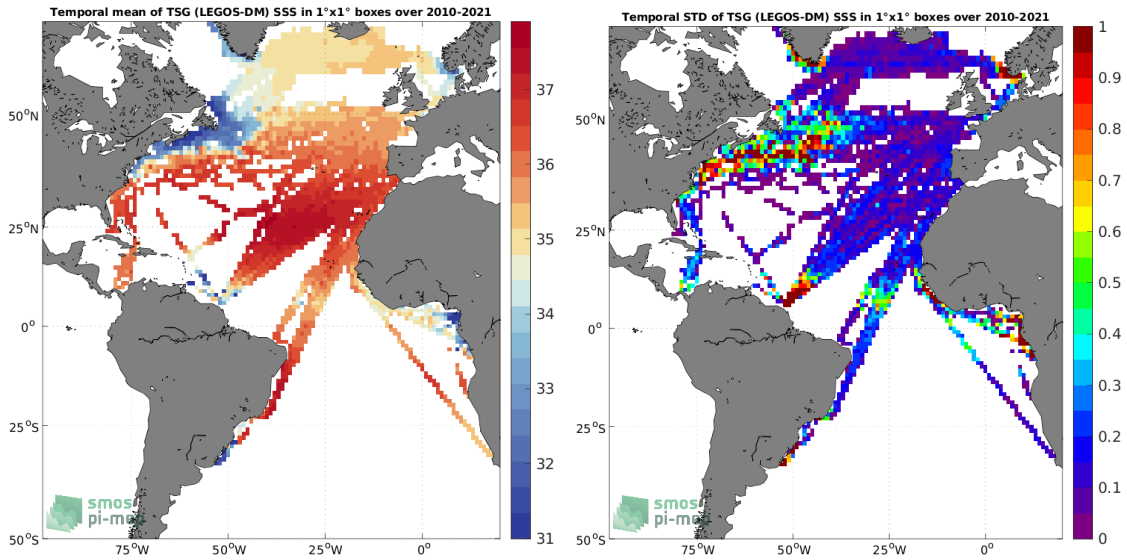 Temporal mean of TSG (LEGOS-DM) SSS in 1°x1° boxes over 2010-2021
50°N
25°N
0°
25°S
50°S
75°W
50°W
25°W
0°
37
36
35
34
33
32
31
smos
pi-mep
Temporal STD of TSG (LEGOS-DM) SSS in 1°x1° boxes over 2010-2021
50°N
25°N
0°
25°S
50°S
75°W
50°W
25°W
0°
1
0.9
0.8
0.7
0.6
0.5
0.4
0.3
0.2
0.1
0
smos
pi-mep